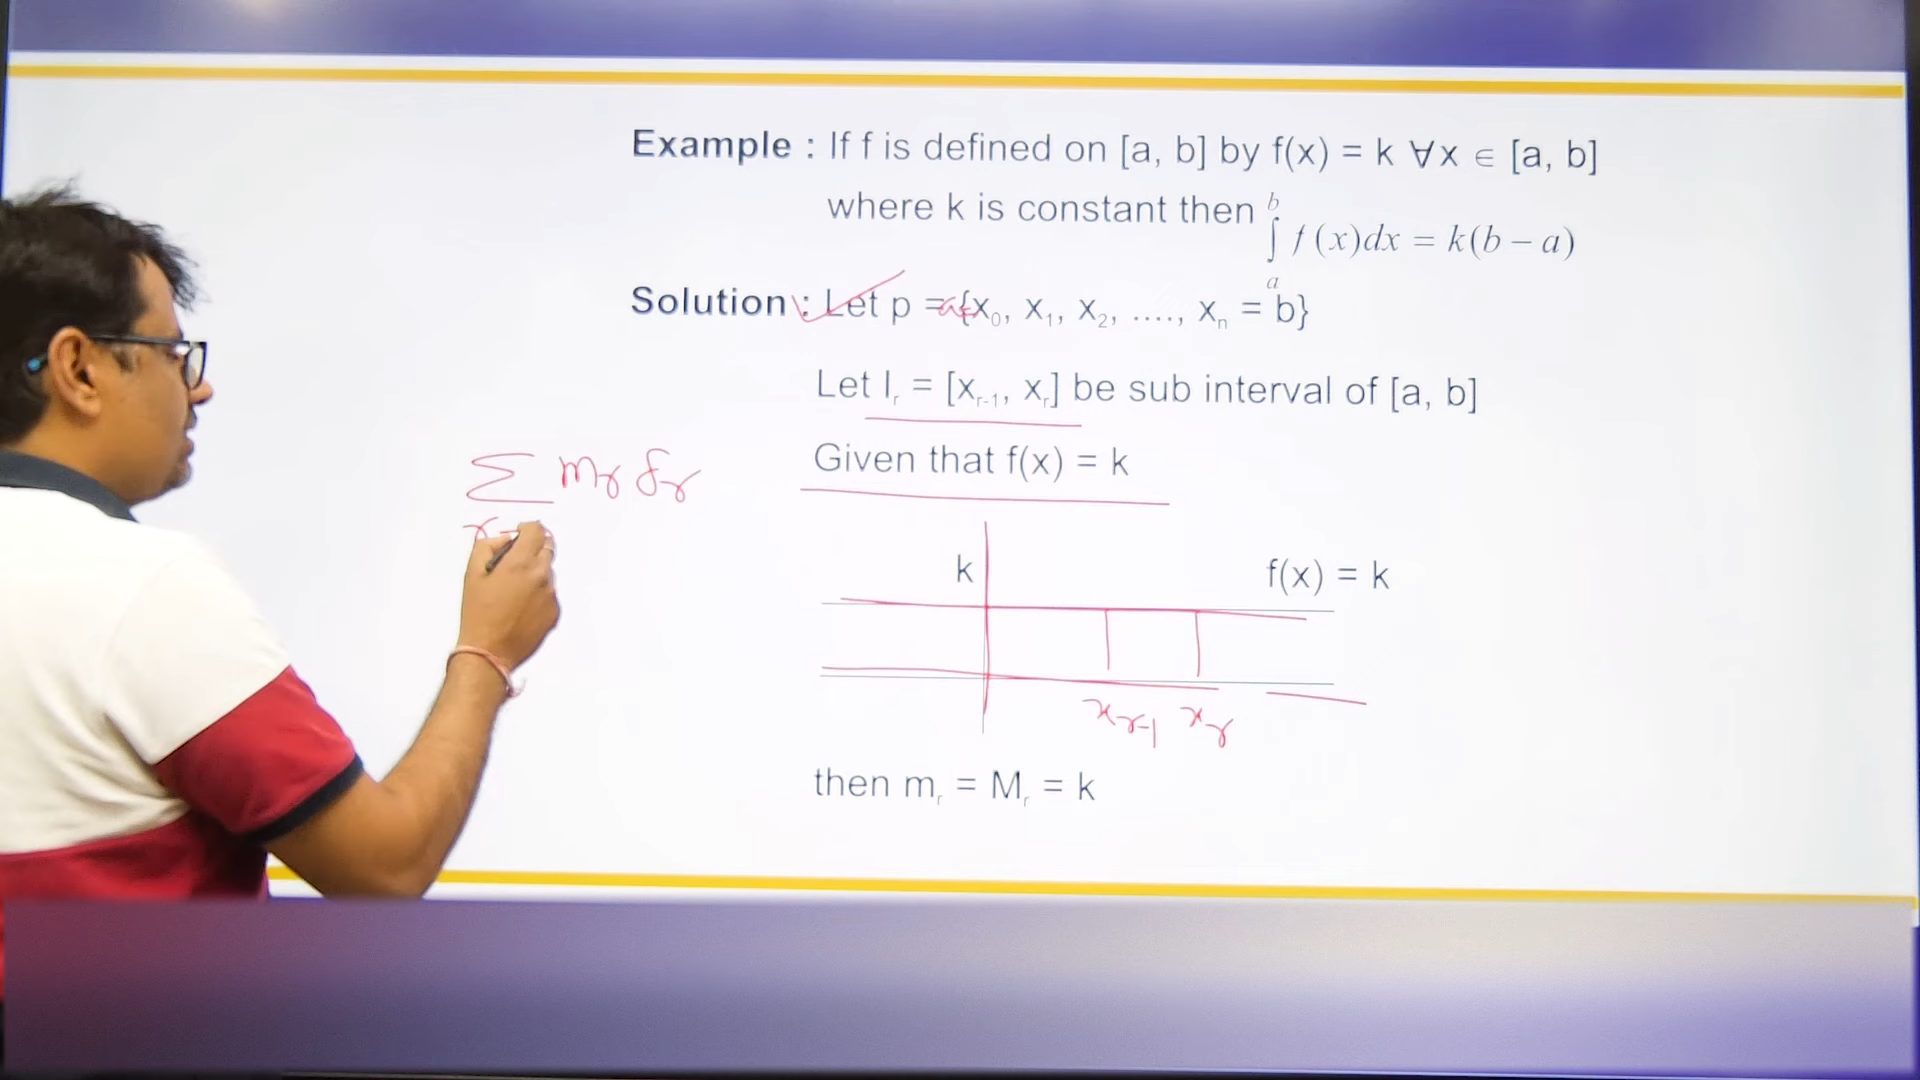 Example : If f is defined on [a, b] by f(x) = k ∀x ∈ [a, b]
where k is constant then ∫_a^b f(x)dx = k(b – a)
Solution : Let p = {x₀, x₁, x₂, ...., xₙ = b}
Let Iᵣ = [xᵣ₋₁, xᵣ] be sub interval of [a, b]
Given that f(x) = k
Σ mᵣ δᵣ
k
f(x) = k
xᵣ₋₁ xᵣ
then mᵣ = Mᵣ = k